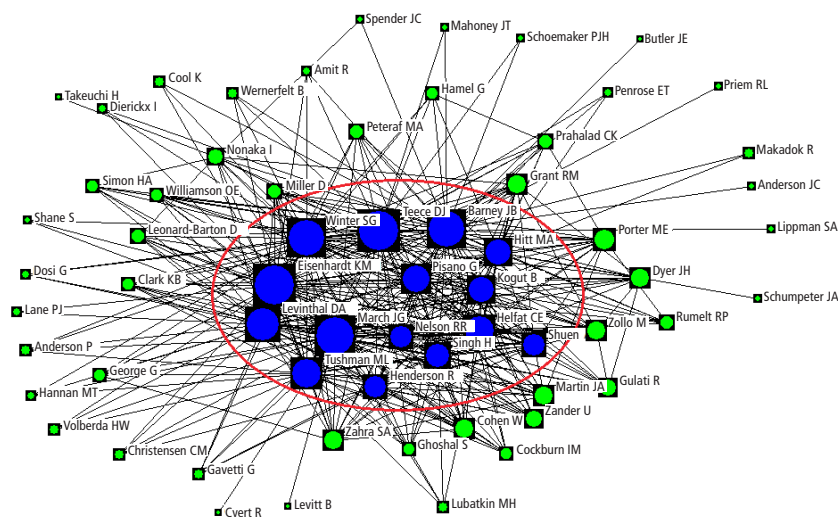 Spender JC
Mahoney JT
Schoemaker PJH
Butler JE
Amit R
Cool K
Wernerfelt B
Hamel G
Penrose ET
Priem RL
Takeuchi H
Dierickx I
Peteraf MA
Prahalad CK
Nonaka I
Makadok R
Grant RM
Simon HA
Williamson OE
Miller D
Anderson JC
Shane S
Winter SG
Teece DJ
Barney JB
Leonard-Barton D
Hitt MA
Porter ME
Lippman SA
Dosi G
Eisenhardt KM
Pisano G
Kogut B
Dyer JH
Clark KB
Schumpeter JA
Lane PJ
Levinthal DA
March JG
Nelson RR
Helfat CE
Zollo M
Rumelt RP
Shuen
Anderson P
Singh H
Tushman ML
George G
Henderson R
Martin JA
Gulati R
Hannan MT
Zander U
Volberda HW
Cohen W
Zahra SA
Christensen CM
Ghoshal S
Cockburn IM
Gavetti G
Levitt B
Lubatkin MH
Cyert R